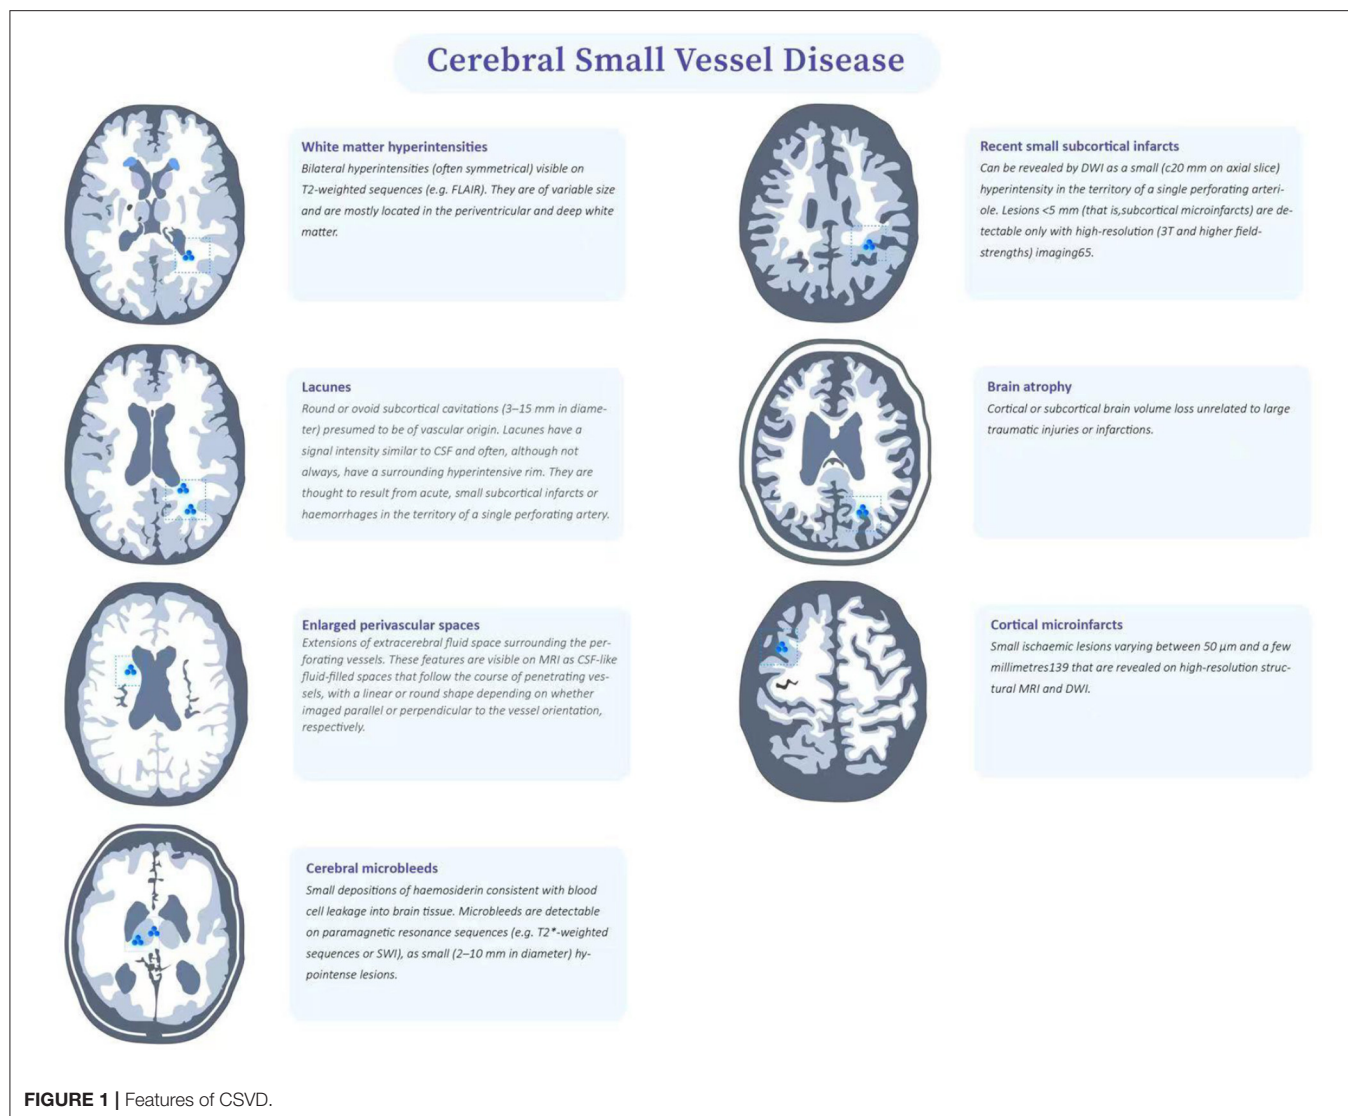 Cerebral Small Vessel Disease
White matter hyperintensities
Bilateral hyperintensities (often symmetrical) visible on
T2-weighted sequences (e.g. FLAIR). They are of variable size
and are mostly located in the periventricular and deep white
matter.
Lacunes
Round or ovoid subcortical cavitations (3–15 mm in diame-
ter) presumed to be of vascular origin. Lacunes have a
signal intensity similar to CSF and often, although not
always, have a surrounding hyperintensive rim. They are
thought to result from acute, small subcortical infarcts or
haemorrhages in the territory of a single perforating artery.
Enlarged perivascular spaces
Extensions of extracerebral fluid space surrounding the per-
forating vessels. These features are visible on MRI as CSF-like
fluid-filled spaces that follow the course of penetrating ves-
sels, with a linear or round shape depending on whether
imaged parallel or perpendicular to the vessel orientation,
respectively.
Cerebral microbleeds
Small depositions of haemosiderin consistent with blood
cell leakage into brain tissue. Microbleeds are detectable
on paramagnetic resonance sequences (e.g. T2*-weighted
sequences or SWI), as small (2–10 mm in diameter) hy-
pointense lesions.
Recent small subcortical infarcts
Can be revealed by DWI as a small (c20 mm on axial slice)
hyperintensity in the territory of a single perforating arteri-
ole. Lesions <5 mm (that is,subcortical microinfarcts) are de-
tectable only with high-resolution (3T and higher field-
strengths) imaging65.
Brain atrophy
Cortical or subcortical brain volume loss unrelated to large
traumatic injuries or infarctions.
Cortical microinfarcts
Small ischaemic lesions varying between 50 μm and a few
millimetres139 that are revealed on high-resolution struc-
tural MRI and DWI.
FIGURE 1 | Features of CSVD.